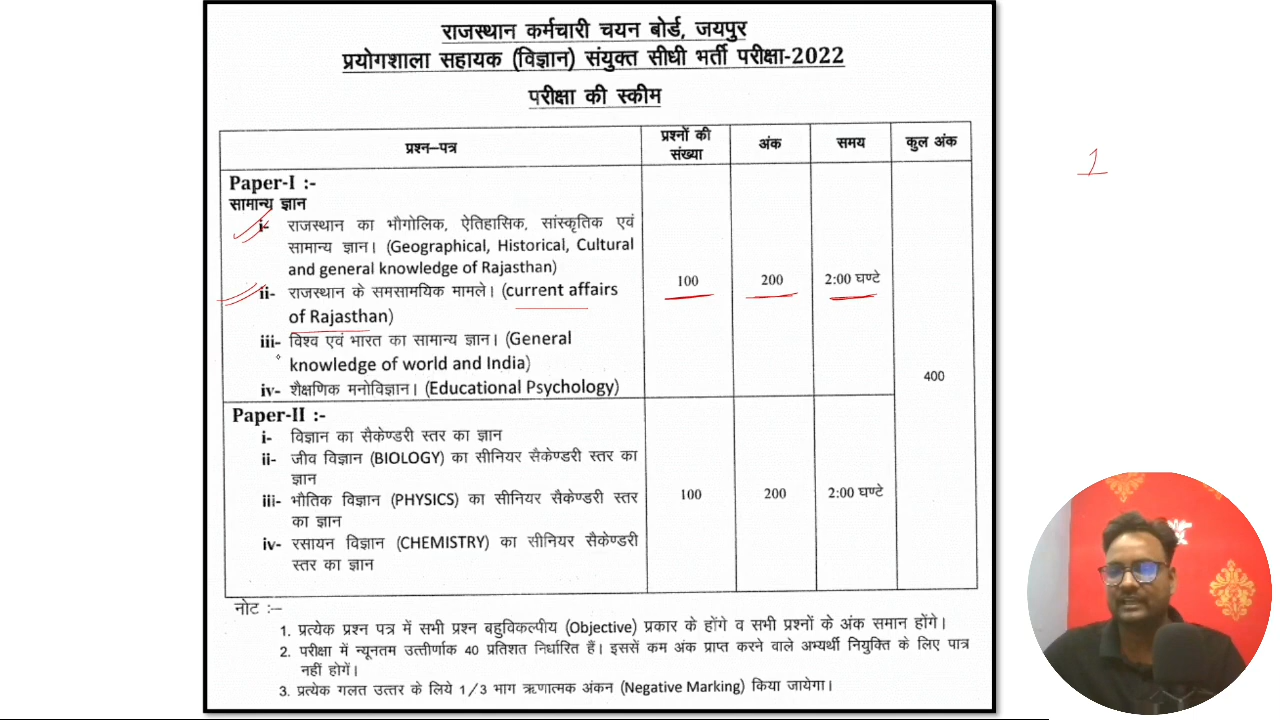 राजस्थान कर्मचारी चयन बोर्ड, जयपुर
प्रयोगशाला सहायक (विज्ञान) संयुक्त सीधी भर्ती परीक्षा-2022
परीक्षा की स्कीम
प्रश्न–पत्र
प्रश्नों की
संख्या
अंक
समय
कुल अंक
Paper-I :-
सामान्य ज्ञान
i- राजस्थान का भौगोलिक, ऐतिहासिक, सांस्कृतिक एवं
सामान्य ज्ञान। (Geographical, Historical, Cultural
and general knowledge of Rajasthan)
ii- राजस्थान के समसामयिक मामले। (current affairs
of Rajasthan)
iii- विश्व एवं भारत का सामान्य ज्ञान। (General
knowledge of world and India)
iv- शैक्षणिक मनोविज्ञान। (Educational Psychology)
100
200
2:00 घण्टे
400
Paper-II :-
i- विज्ञान का सैकेण्डरी स्तर का ज्ञान
ii- जीव विज्ञान (BIOLOGY) का सीनियर सैकेण्डरी स्तर का
ज्ञान
iii- भौतिक विज्ञान (PHYSICS) का सीनियर सैकेण्डरी स्तर
का ज्ञान
iv- रसायन विज्ञान (CHEMISTRY) का सीनियर सैकेण्डरी
स्तर का ज्ञान
100
200
2:00 घण्टे
नोट :–
1. प्रत्येक प्रश्न पत्र में सभी प्रश्न बहुविकल्पीय (Objective) प्रकार के होंगे व सभी प्रश्नों के अंक समान होंगे।
2. परीक्षा में न्यूनतम उत्तीर्णांक 40 प्रतिशत निर्धारित हैं। इससें कम अंक प्राप्त करने वाले अभ्यर्थी नियुक्ति के लिए पात्र
नहीं होगें।
3. प्रत्येक गलत उत्तर के लिये 1/3 भाग ऋणात्मक अंकन (Negative Marking) किया जायेगा।
1